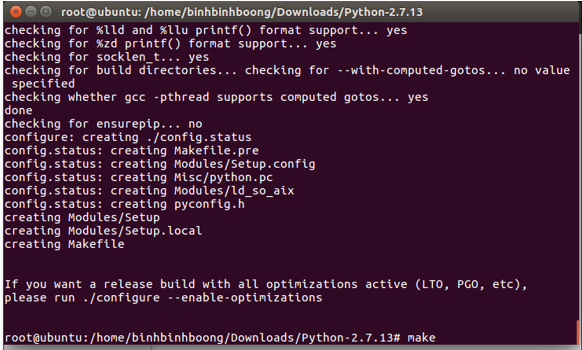 root@ubuntu: /home/binhbinhboong/Downloads/Python-2.7.13
checking for %lld and %llu printf() format support... yes
checking for %zd printf() format support... yes
checking for socklen_t... yes
checking for build directories... checking for --with-computed-gotos... no value
 specified
checking whether gcc -pthread supports computed gotos... yes
done
checking for ensurepip... no
configure: creating ./config.status
config.status: creating Makefile.pre
config.status: creating Modules/Setup.config
config.status: creating Misc/python.pc
config.status: creating Modules/ld_so_aix
config.status: creating pyconfig.h
creating Modules/Setup
creating Modules/Setup.local
creating Makefile
If you want a release build with all optimizations active (LTO, PGO, etc),
please run ./configure --enable-optimizations
root@ubuntu:/home/binhbinhboong/Downloads/Python-2.7.13# make